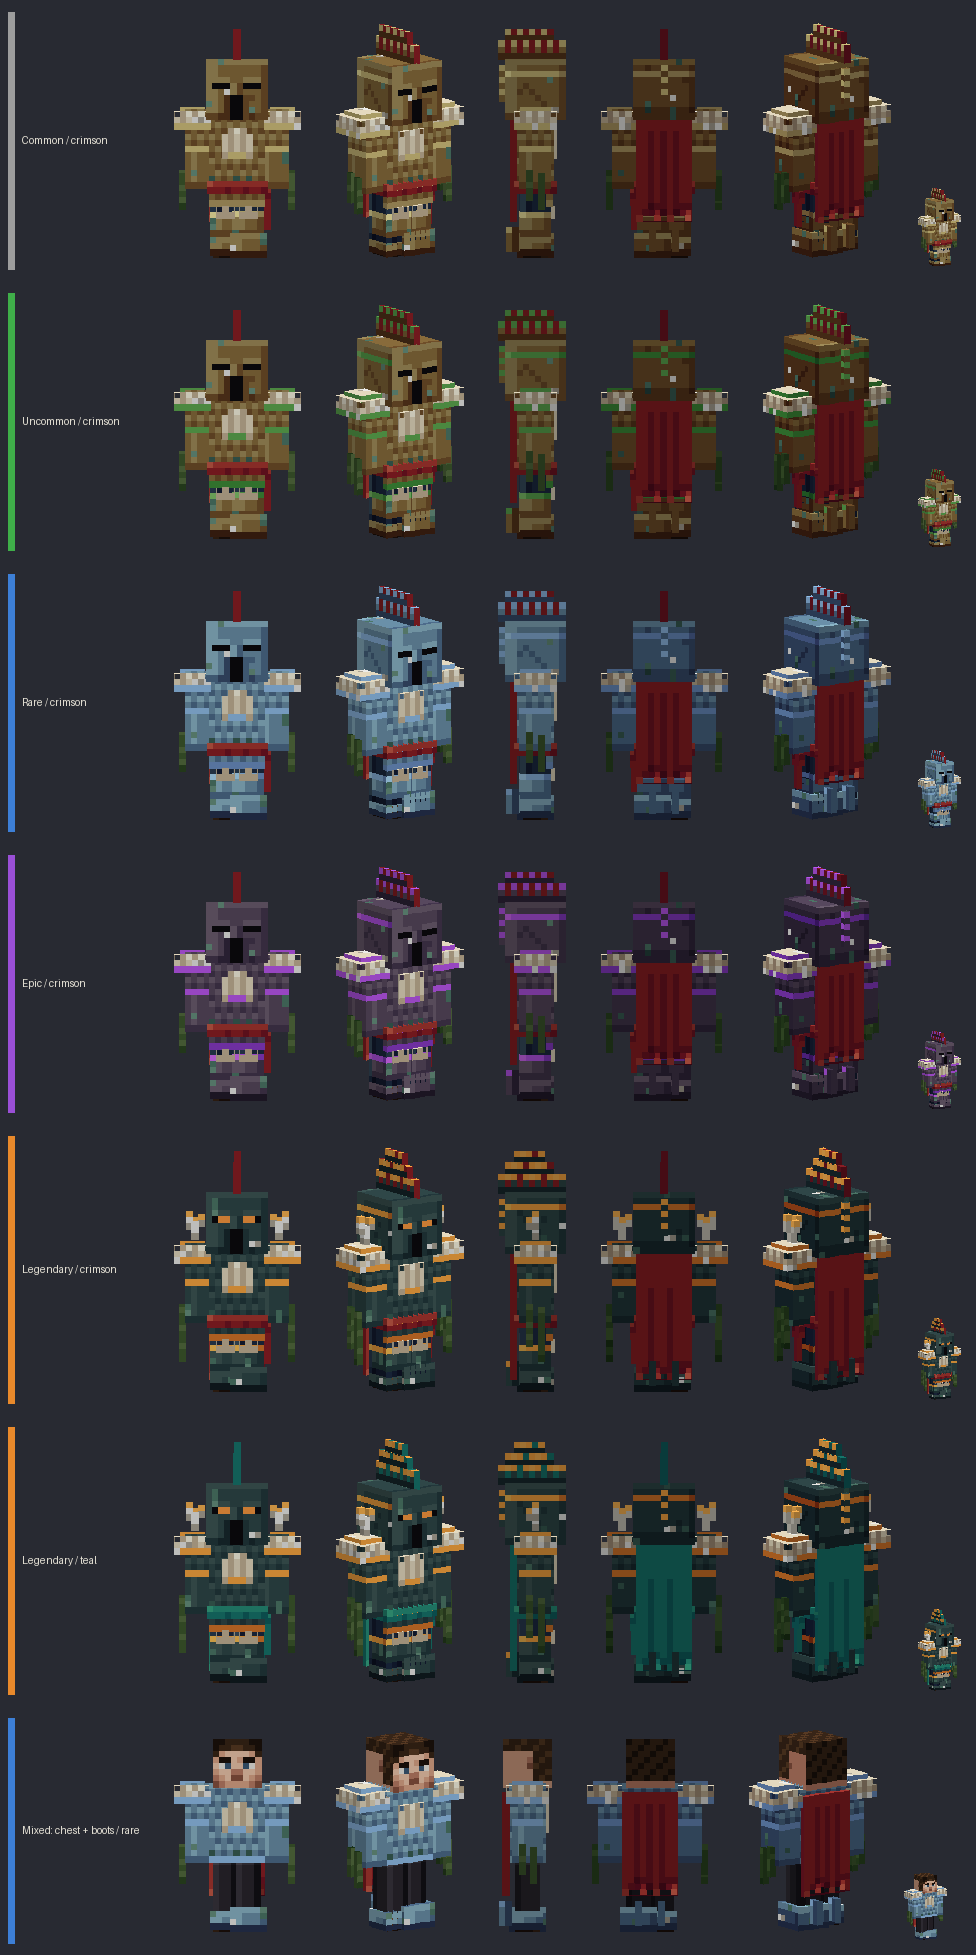 Common / crimson
Uncommon / crimson
Rare / crimson
Epic / crimson
Legendary / crimson
Legendary / teal
Mixed: chest + boots / rare